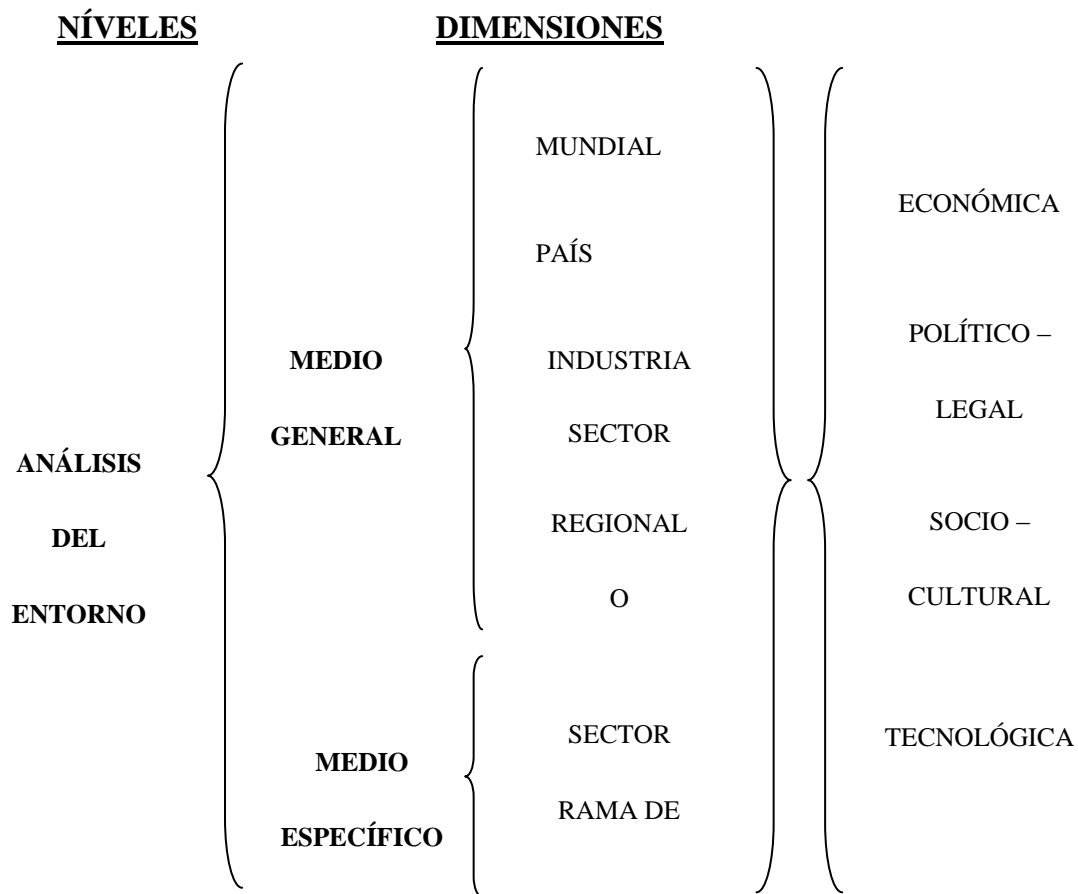 NÍVELES
DIMENSIONES
ANÁLISIS
DEL
ENTORNO
MEDIO
GENERAL
MUNDIAL
PAÍS
INDUSTRIA
SECTOR
REGIONAL
O
MEDIO
ESPECÍFICO
SECTOR
RAMA DE
ECONÓMICA
POLÍTICO –
LEGAL
SOCIO –
CULTURAL
TECNOLÓGICA